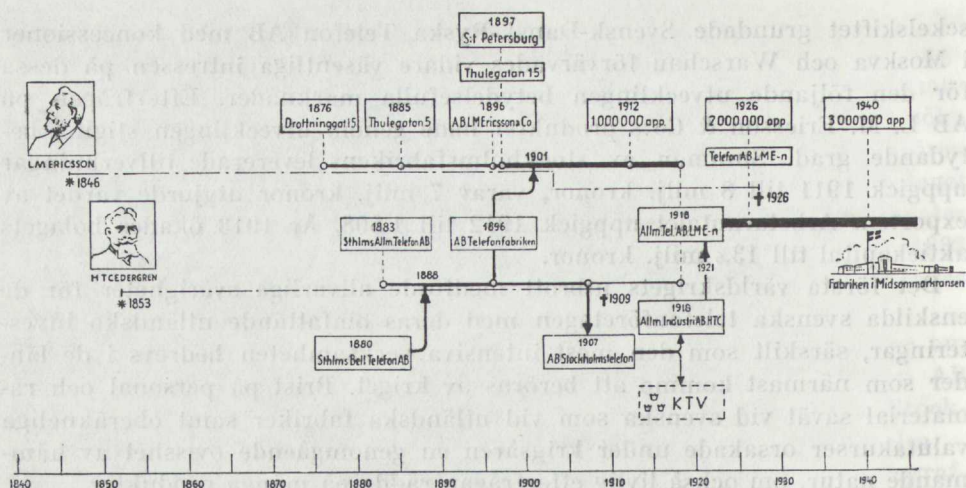 1897
S:t Petersburg
Thulegatan 15
1876
Drottninggat 15
1885
Thulegatan 5
1896
AB LM Ericsson & Co
1912
1 000 000 app.
1926
2 000 000 app.
1940
3 000 000 app.
L M ERICSSON
* 1846
1901
Telefon AB LME-n
✝ 1926
H T CEDERGREN
* 1853
1883
Sthlms Allm Telefon AB
1896
AB Telefonfabriken
1918
Allm Tel. AB LME-n
1888
✝ 1909
1921
Fabriken i Midsommarkransen
1880
Sthlms Bell Telefon AB
1907
AB Stockholmstelefon
1918
Allm. Industri AB HTC
KTV
1840
1850
1860
1870
1880
1890
1900
1910
1920
1930
1940